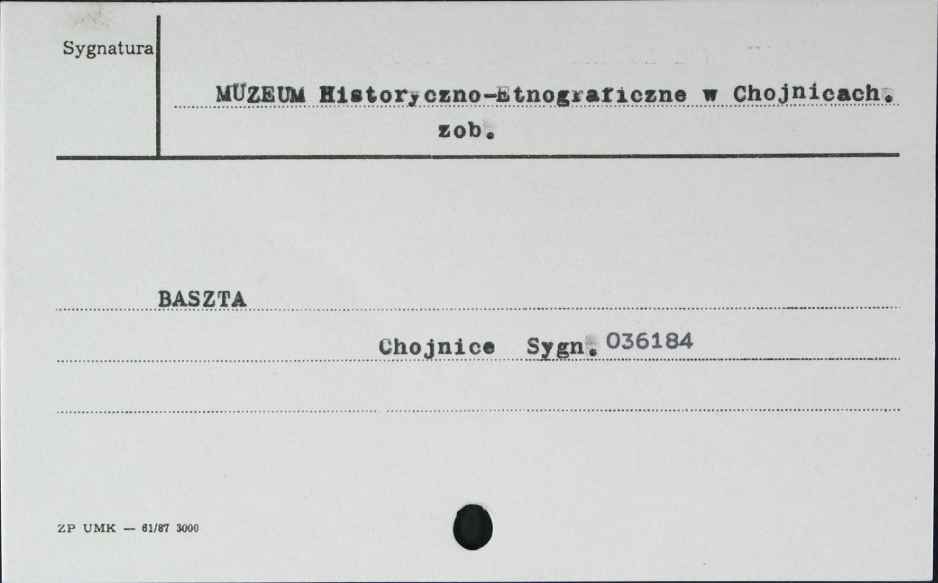 Sygnatura
MUZEUM Historyczno-Etnograficzne w Chojnicach.
zob.
BASZTA
Chojnice Sygn. 036184
ZP UMK — 61/87 3000